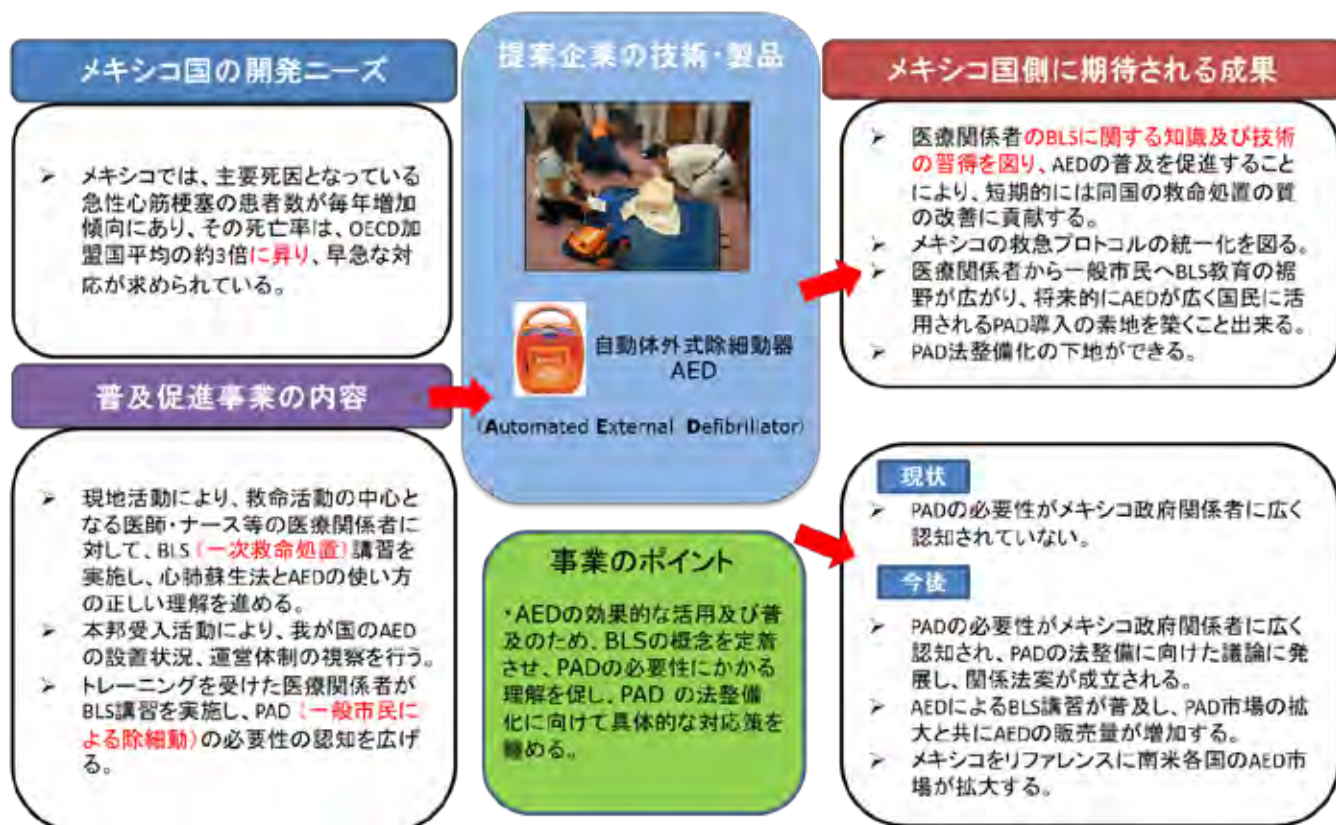 メキシコ国の開発ニーズ
➤ メキシコでは、主要死因となっている
急性心筋梗塞の患者数が毎年増加
傾向にあり、その死亡率は、OECD加
盟国平均の約3倍に昇り、早急な対
応が求められている。
普及促進事業の内容
➤ 現地活動により、救命活動の中心と
なる医師・ナース等の医療関係者に
対して、BLS(一次救命処置)講習を
実施し、心肺蘇生法とAEDの使い方
の正しい理解を進める。
➤ 本邦受入活動により、我が国のAED
の設置状況、運営体制の視察を行う。
➤ トレーニングを受けた医療関係者が
BLS講習を実施し、PAD(一般市民に
よる除細動)の必要性の認知を広げ
る。
提案企業の技術・製品
自動体外式除細動器
AED
(Automated External Defibrillator)
事業のポイント
・AEDの効果的な活用及び普
及のため、BLSの概念を定着
させ、PADの必要性にかかる
理解を促し、PAD の法整備
化に向けて具体的な対応策を
纏める。
メキシコ国側に期待される成果
➤ 医療関係者のBLSに関する知識及び技術
の習得を図り、AEDの普及を促進すること
により、短期的には同国の救命処置の質
の改善に貢献する。
➤ メキシコの救急プロトコルの統一化を図る。
➤ 医療関係者から一般市民へBLS教育の裾
野が広がり、将来的にAEDが広く国民に活
用されるPAD導入の素地を築くこと出来る。
➤ PAD法整備化の下地ができる。
現状
➤ PADの必要性がメキシコ政府関係者に広く
認知されていない。
今後
➤ PADの必要性がメキシコ政府関係者に広く
認知され、PADの法整備に向けた議論に発
展し、関係法案が成立される。
➤ AEDによるBLS講習が普及し、PAD市場の拡
大と共にAEDの販売量が増加する。
➤ メキシコをリファレンスに南米各国のAED市
場が拡大する。